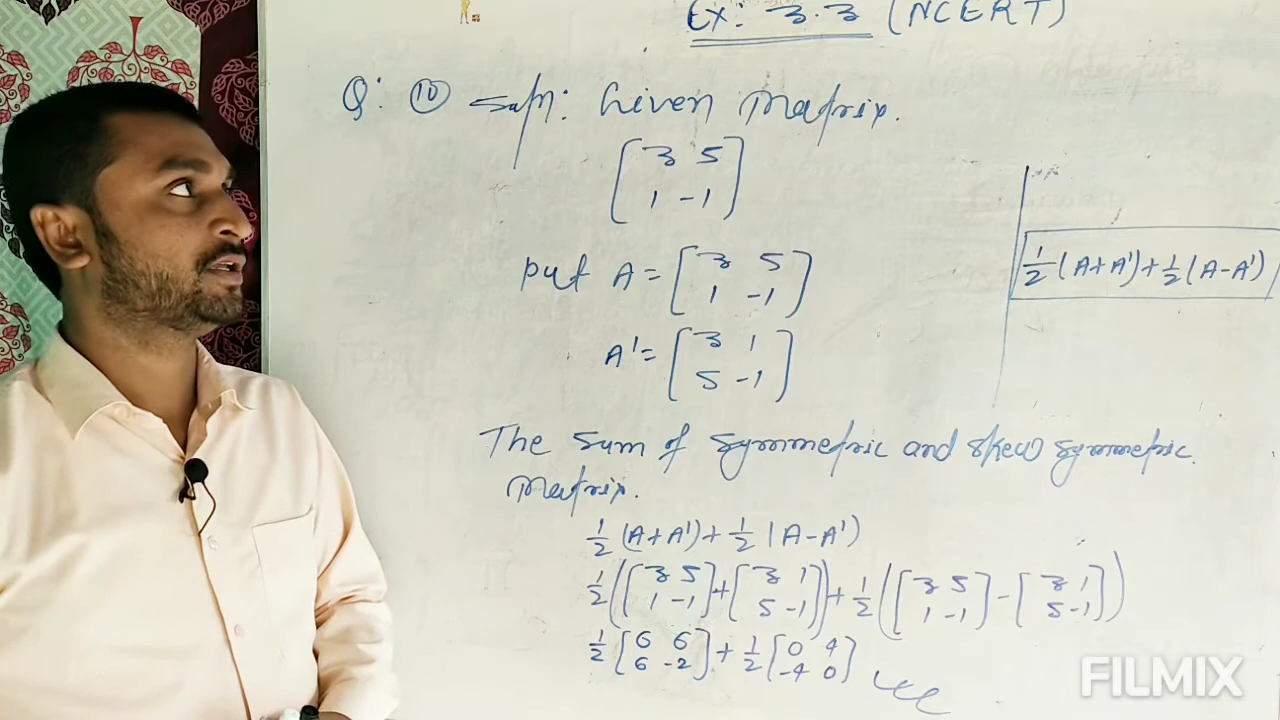 Ex: 3.3 (NCERT)
Q: (10) Soln: Given Matrix.
[3 5
1 -1]
put A = [3 5
1 -1]
A' = [3 1
5 -1]
1/2 (A+A') + 1/2 (A-A')
The sum of symmetric and skew symmetric
Matrix.
1/2 (A+A') + 1/2 (A-A')
1/2 ([3 5
1 -1] + [3 1
5 -1]) + 1/2 ([3 5
1 -1] - [3 1
5 -1])
1/2 [6 6
6 -2] + 1/2 [0 4
-4 0]
FILMIX